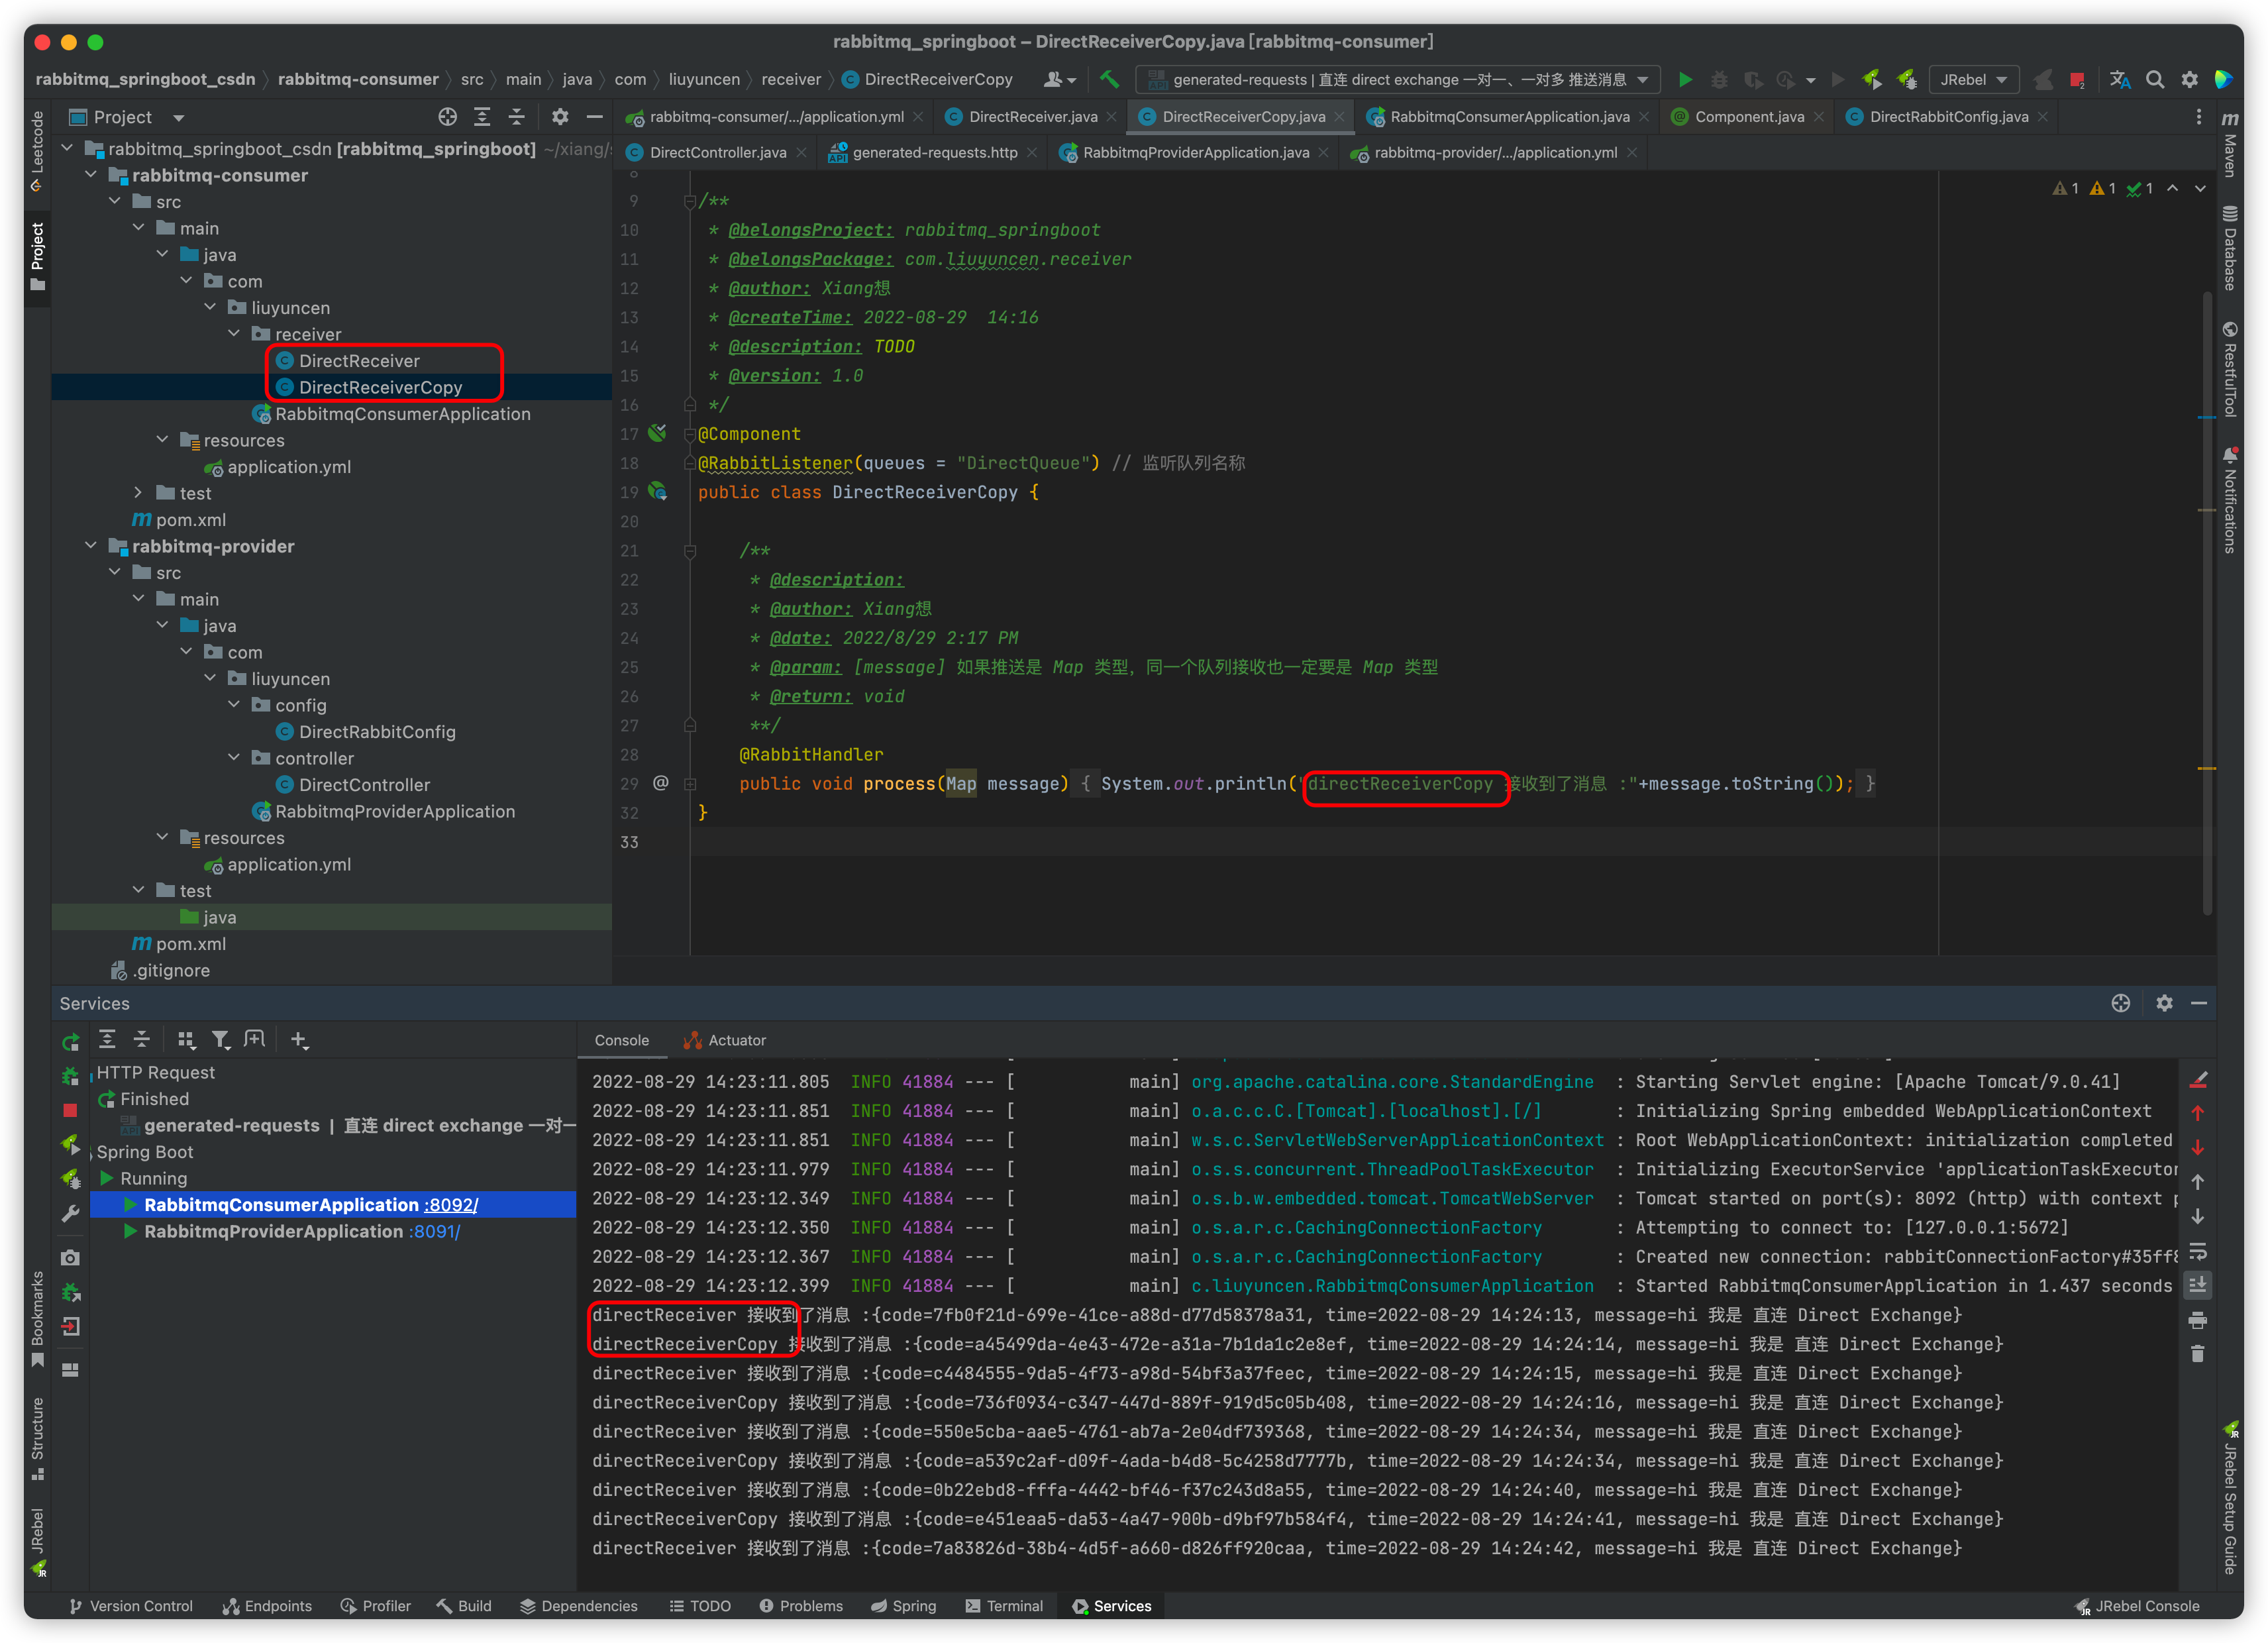 rabbitmq_springboot – DirectReceiverCopy.java [rabbitmq-consumer]
rabbitmq_springboot_csdn rabbitmq-consumer src main java com liuyuncen receiver DirectReceiverCopy
generated-requests | 直连 direct exchange 一对一、一对多 推送消息
JRebel
Project
rabbitmq-consumer/.../application.yml
DirectReceiver.java
DirectReceiverCopy.java
RabbitmqConsumerApplication.java
Component.java
DirectRabbitConfig.java
DirectController.java
generated-requests.http
RabbitmqProviderApplication.java
rabbitmq-provider/.../application.yml
Leetcode
Project
Bookmarks
Structure
JRebel
Maven
Database
RestfulTool
Notifications
JRebel Setup Guide
rabbitmq_springboot_csdn [rabbitmq_springboot] ~/xiang/s
rabbitmq-consumer
src
main
java
com
liuyuncen
receiver
DirectReceiver
DirectReceiverCopy
RabbitmqConsumerApplication
resources
application.yml
test
pom.xml
rabbitmq-provider
src
main
java
com
liuyuncen
config
DirectRabbitConfig
controller
DirectController
RabbitmqProviderApplication
resources
application.yml
test
java
pom.xml
.gitignore
1 1 1
8
9 /**
10 * @belongsProject: rabbitmq_springboot
11 * @belongsPackage: com.liuyuncen.receiver
12 * @author: Xiang想
13 * @createTime: 2022-08-29  14:16
14 * @description: TODO
15 * @version: 1.0
16 */
17 @Component
18 @RabbitListener(queues = "DirectQueue") // 监听队列名称
19 public class DirectReceiverCopy {
20
21 /**
22 * @description:
23 * @author: Xiang想
24 * @date: 2022/8/29 2:17 PM
25 * @param: [message] 如果推送是 Map 类型，同一个队列接收也一定要是 Map 类型
26 * @return: void
27 **/
28 @RabbitHandler
29 public void process(Map message) { System.out.println("directReceiverCopy 接收到了消息 :"+message.toString()); }
32 }
33
Services
HTTP Request
Finished
generated-requests | 直连 direct exchange 一对一
Spring Boot
Running
RabbitmqConsumerApplication :8092/
RabbitmqProviderApplication :8091/
Console
Actuator
2022-08-29 14:23:11.805  INFO 41884 --- [           main] org.apache.catalina.core.StandardEngine  : Starting Servlet engine: [Apache Tomcat/9.0.41]
2022-08-29 14:23:11.851  INFO 41884 --- [           main] o.a.c.c.C.[Tomcat].[localhost].[/]       : Initializing Spring embedded WebApplicationContext
2022-08-29 14:23:11.851  INFO 41884 --- [           main] w.s.c.ServletWebServerApplicationContext : Root WebApplicationContext: initialization completed
2022-08-29 14:23:11.979  INFO 41884 --- [           main] o.s.s.concurrent.ThreadPoolTaskExecutor  : Initializing ExecutorService 'applicationTaskExecutor
2022-08-29 14:23:12.349  INFO 41884 --- [           main] o.s.b.w.embedded.tomcat.TomcatWebServer  : Tomcat started on port(s): 8092 (http) with context p
2022-08-29 14:23:12.350  INFO 41884 --- [           main] o.s.a.r.c.CachingConnectionFactory       : Attempting to connect to: [127.0.0.1:5672]
2022-08-29 14:23:12.367  INFO 41884 --- [           main] o.s.a.r.c.CachingConnectionFactory       : Created new connection: rabbitConnectionFactory#35ff8
2022-08-29 14:23:12.399  INFO 41884 --- [           main] c.liuyuncen.RabbitmqConsumerApplication  : Started RabbitmqConsumerApplication in 1.437 seconds
directReceiver 接收到了消息 :{code=7fb0f21d-699e-41ce-a88d-d77d58378a31, time=2022-08-29 14:24:13, message=hi 我是 直连 Direct Exchange}
directReceiverCopy 接收到了消息 :{code=a45499da-4e43-472e-a31a-7b1da1c2e8ef, time=2022-08-29 14:24:14, message=hi 我是 直连 Direct Exchange}
directReceiver 接收到了消息 :{code=c4484555-9da5-4f73-a98d-54bf3a37feec, time=2022-08-29 14:24:15, message=hi 我是 直连 Direct Exchange}
directReceiverCopy 接收到了消息 :{code=736f0934-c347-447d-889f-919d5c05b408, time=2022-08-29 14:24:16, message=hi 我是 直连 Direct Exchange}
directReceiver 接收到了消息 :{code=550e5cba-aae5-4761-ab7a-2e04df739368, time=2022-08-29 14:24:34, message=hi 我是 直连 Direct Exchange}
directReceiverCopy 接收到了消息 :{code=a539c2af-d09f-4ada-b4d8-5c4258d7777b, time=2022-08-29 14:24:34, message=hi 我是 直连 Direct Exchange}
directReceiver 接收到了消息 :{code=0b22ebd8-fffa-4442-bf46-f37c243d8a55, time=2022-08-29 14:24:40, message=hi 我是 直连 Direct Exchange}
directReceiverCopy 接收到了消息 :{code=e451eaa5-da53-4a47-900b-d9bf97b584f4, time=2022-08-29 14:24:41, message=hi 我是 直连 Direct Exchange}
directReceiver 接收到了消息 :{code=7a83826d-38b4-4d5f-a660-d826ff920caa, time=2022-08-29 14:24:42, message=hi 我是 直连 Direct Exchange}
Version Control
Endpoints
Profiler
Build
Dependencies
TODO
Problems
Spring
Terminal
Services
JRebel Console